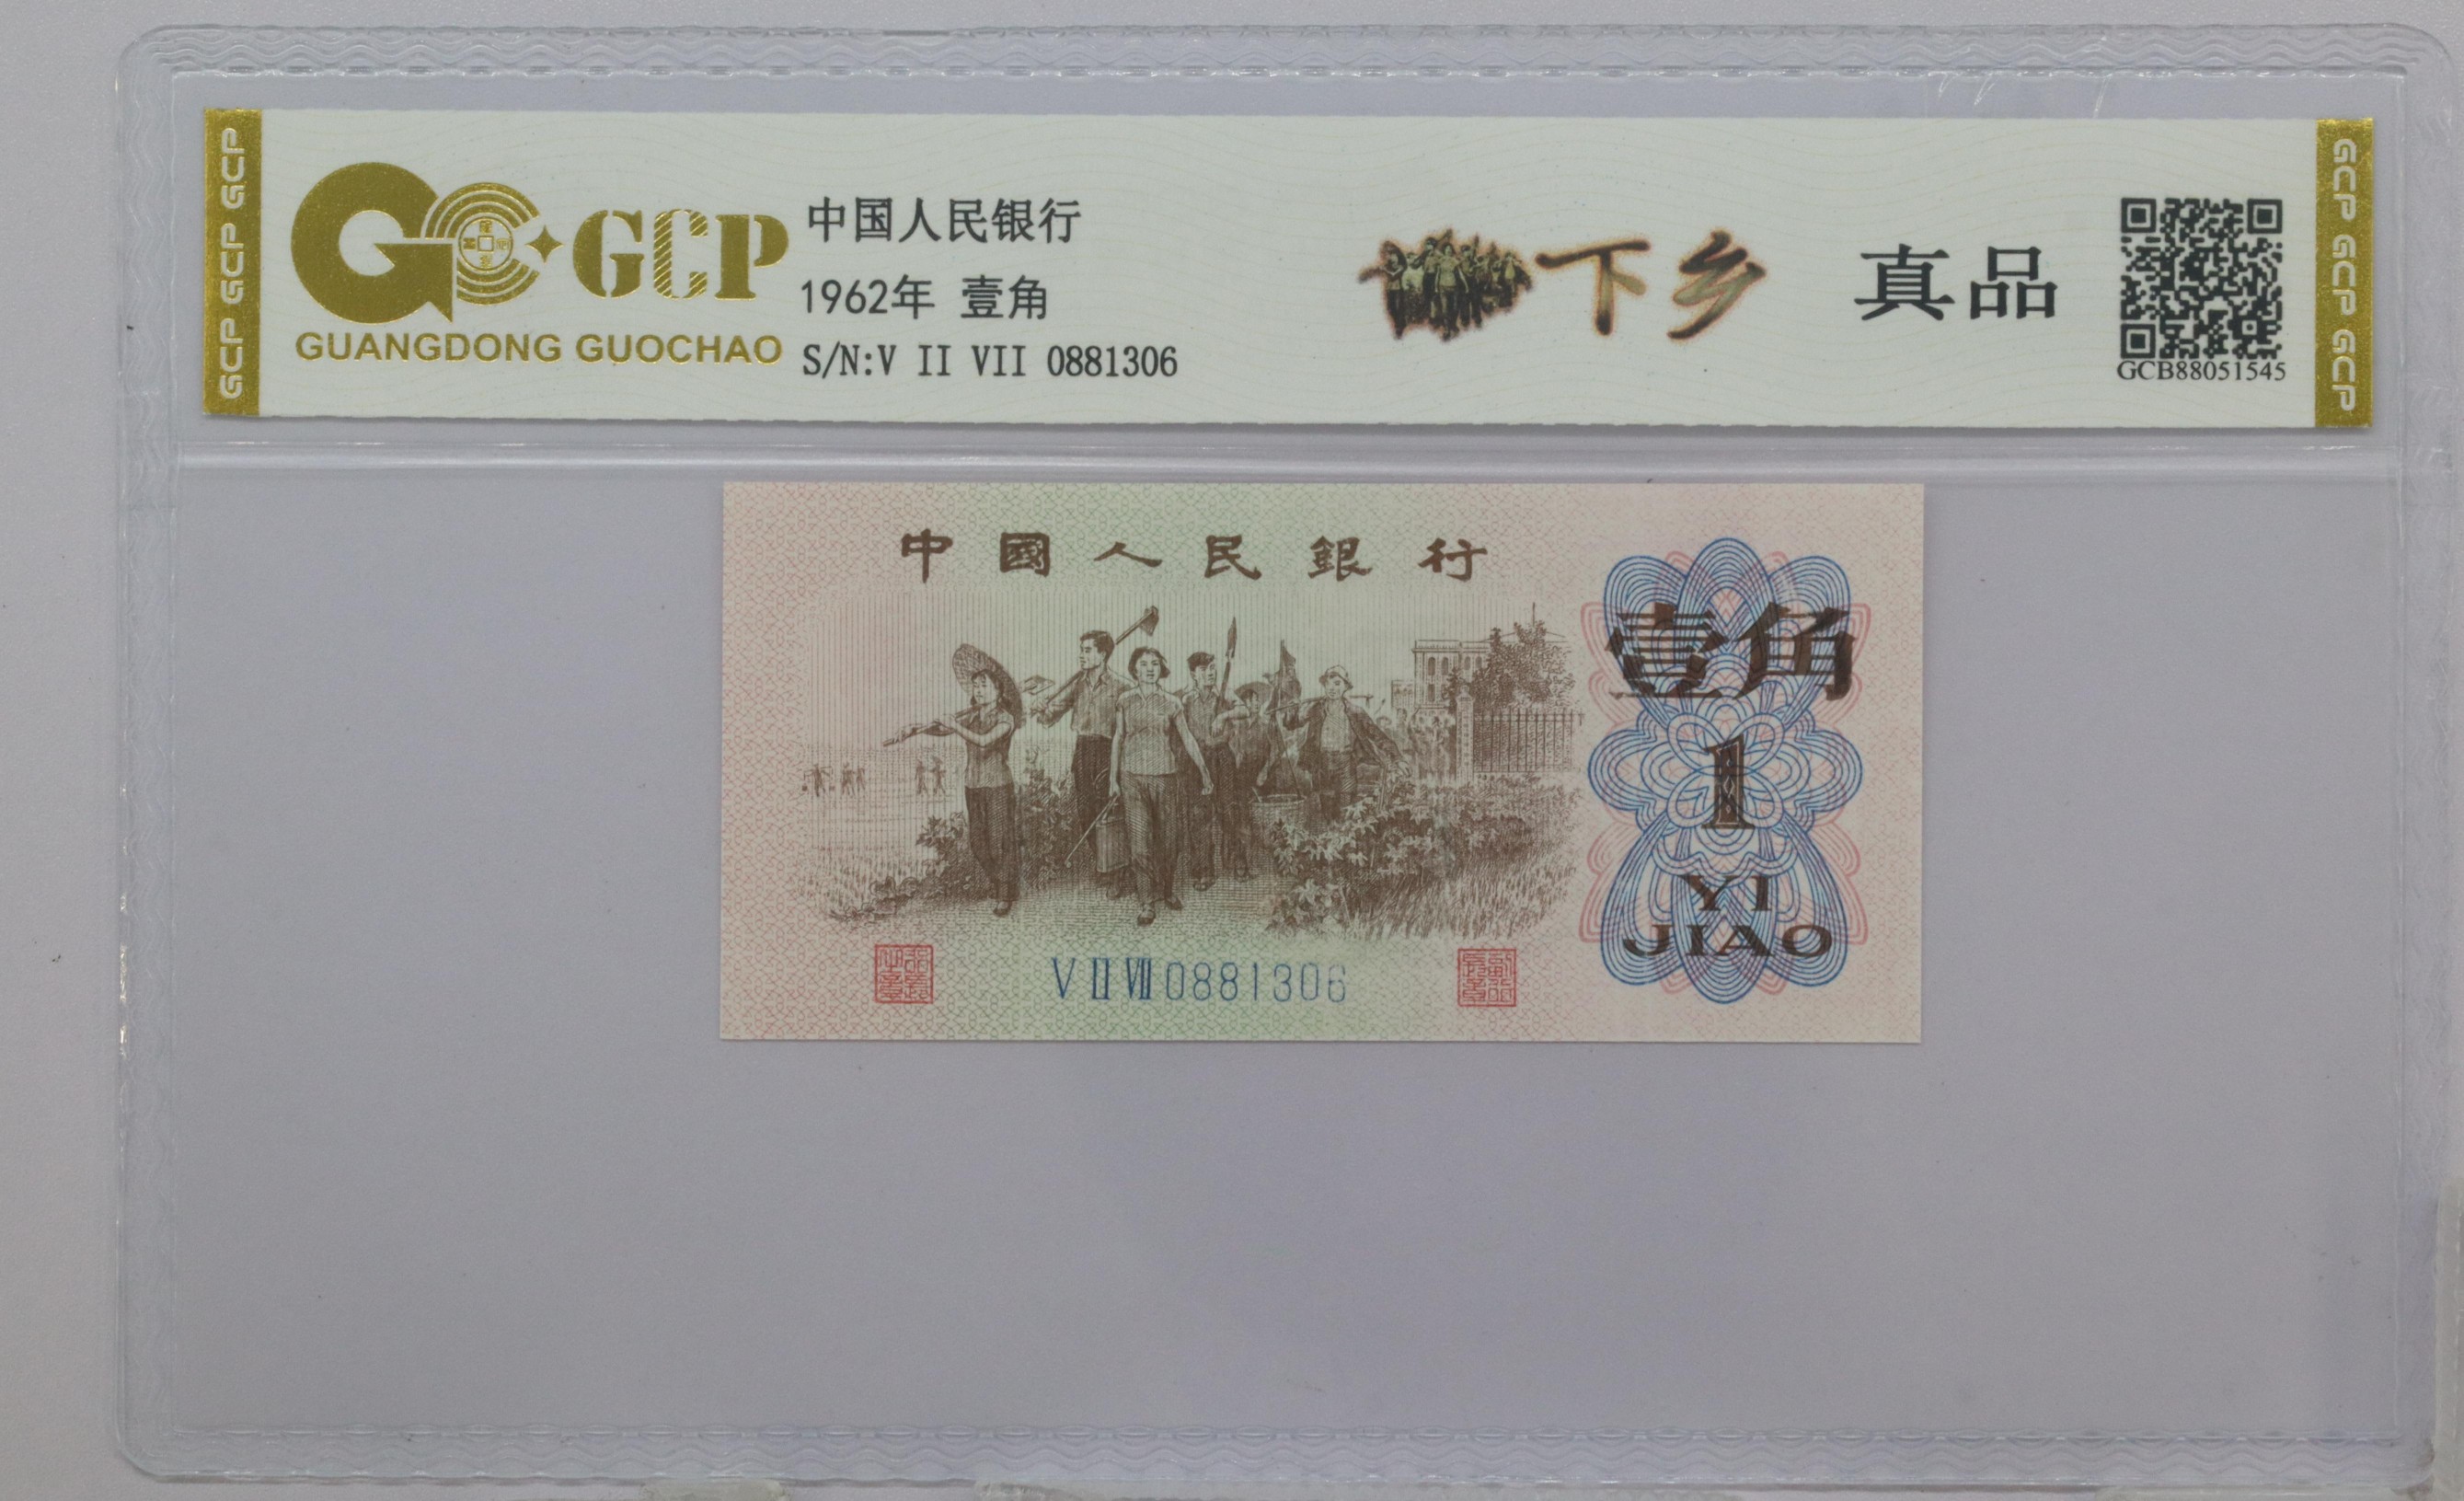 GCP GCP GCP GCP
GCP
GUANGDONG GUOCHAO
中国人民银行
1962年 壹角
S/N:V II VII 0881306
下乡
真品
GCB88051545
GCP GCP GCP GCP
中國人民銀行
壹角
1
YI
JIAO
V II VII 0881306